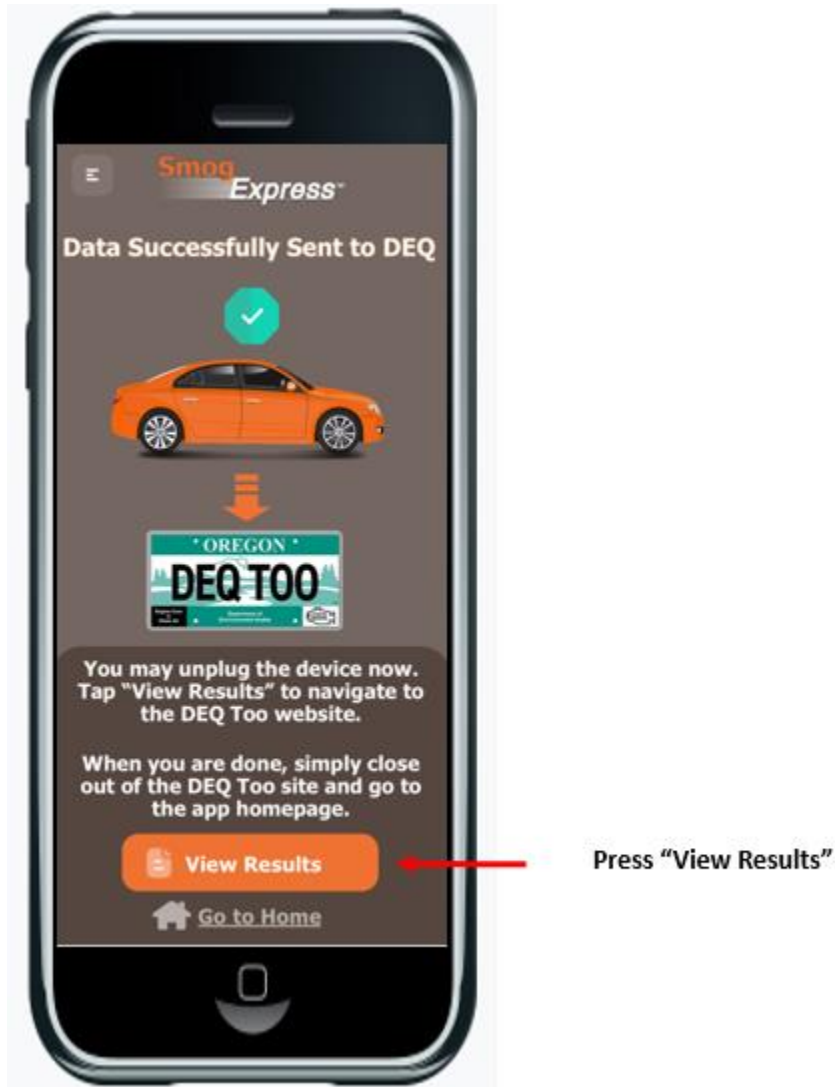 Smog
Express™
Data Successfully Sent to DEQ
OREGON
DEQ TOO
You may unplug the device now.
Tap “View Results” to navigate to
the DEQ Too website.
When you are done, simply close
out of the DEQ Too site and go to
the app homepage.
View Results
Press “View Results”
Go to Home